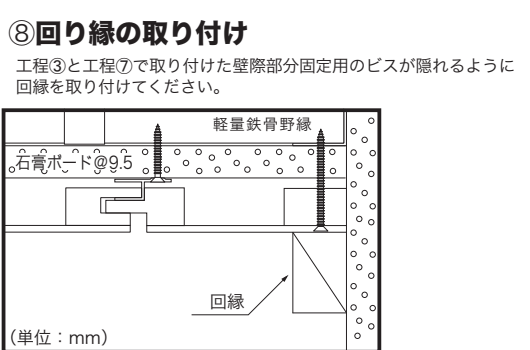 ⑧回り縁の取り付け
工程③と工程⑦で取り付けた壁際部分固定用のビスが隠れるように
回縁を取り付けてください。
軽量鉄骨野縁
石膏ボード@9.5
回縁
(単位：mm)